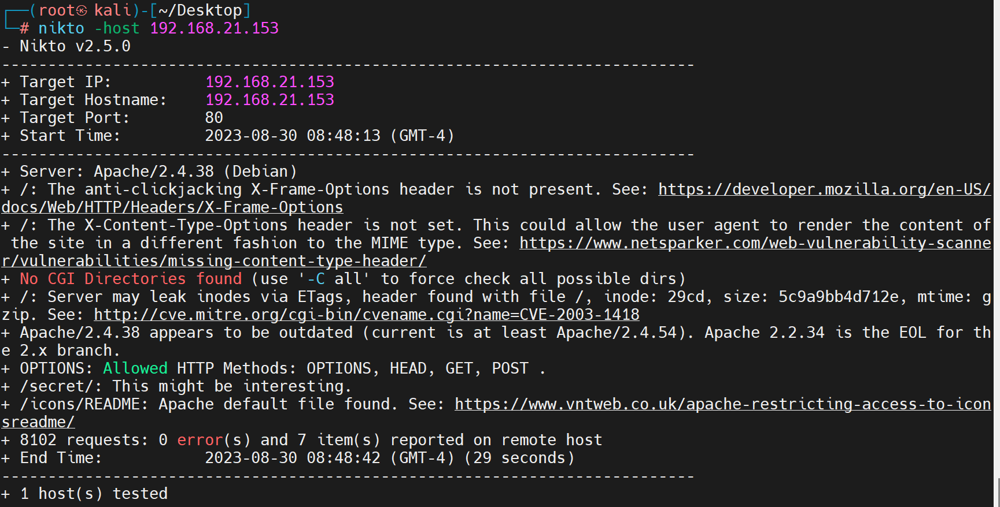 ┌──(root㉿kali)-[~/Desktop]
└─# nikto -host 192.168.21.153
- Nikto v2.5.0
---------------------------------------------------------------------------
+ Target IP:          192.168.21.153
+ Target Hostname:    192.168.21.153
+ Target Port:        80
+ Start Time:         2023-08-30 08:48:13 (GMT-4)
---------------------------------------------------------------------------
+ Server: Apache/2.4.38 (Debian)
+ /: The anti-clickjacking X-Frame-Options header is not present. See: https://developer.mozilla.org/en-US/
docs/Web/HTTP/Headers/X-Frame-Options
+ /: The X-Content-Type-Options header is not set. This could allow the user agent to render the content of
 the site in a different fashion to the MIME type. See: https://www.netsparker.com/web-vulnerability-scanne
r/vulnerabilities/missing-content-type-header/
+ No CGI Directories found (use '-C all' to force check all possible dirs)
+ /: Server may leak inodes via ETags, header found with file /, inode: 29cd, size: 5c9a9bb4d712e, mtime: g
zip. See: http://cve.mitre.org/cgi-bin/cvename.cgi?name=CVE-2003-1418
+ Apache/2.4.38 appears to be outdated (current is at least Apache/2.4.54). Apache 2.2.34 is the EOL for th
e 2.x branch.
+ OPTIONS: Allowed HTTP Methods: OPTIONS, HEAD, GET, POST .
+ /secret/: This might be interesting.
+ /icons/README: Apache default file found. See: https://www.vntweb.co.uk/apache-restricting-access-to-icon
sreadme/
+ 8102 requests: 0 error(s) and 7 item(s) reported on remote host
+ End Time:           2023-08-30 08:48:42 (GMT-4) (29 seconds)
---------------------------------------------------------------------------
+ 1 host(s) tested